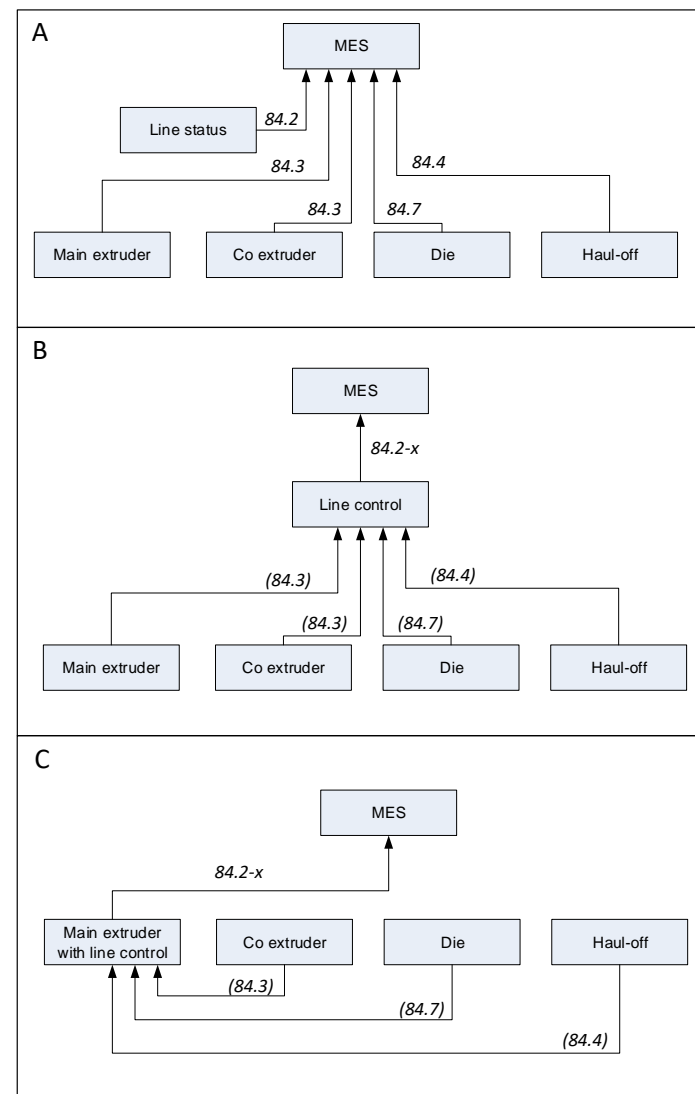 A
MES
Line status
84.2
84.3
84.4
84.3
84.7
Main extruder
Co extruder
Die
Haul-off
B
MES
84.2-x
Line control
(84.3)
(84.4)
(84.3)
(84.7)
Main extruder
Co extruder
Die
Haul-off
C
MES
84.2-x
Main extruder
with line control
Co extruder
Die
Haul-off
(84.3)
(84.7)
(84.4)